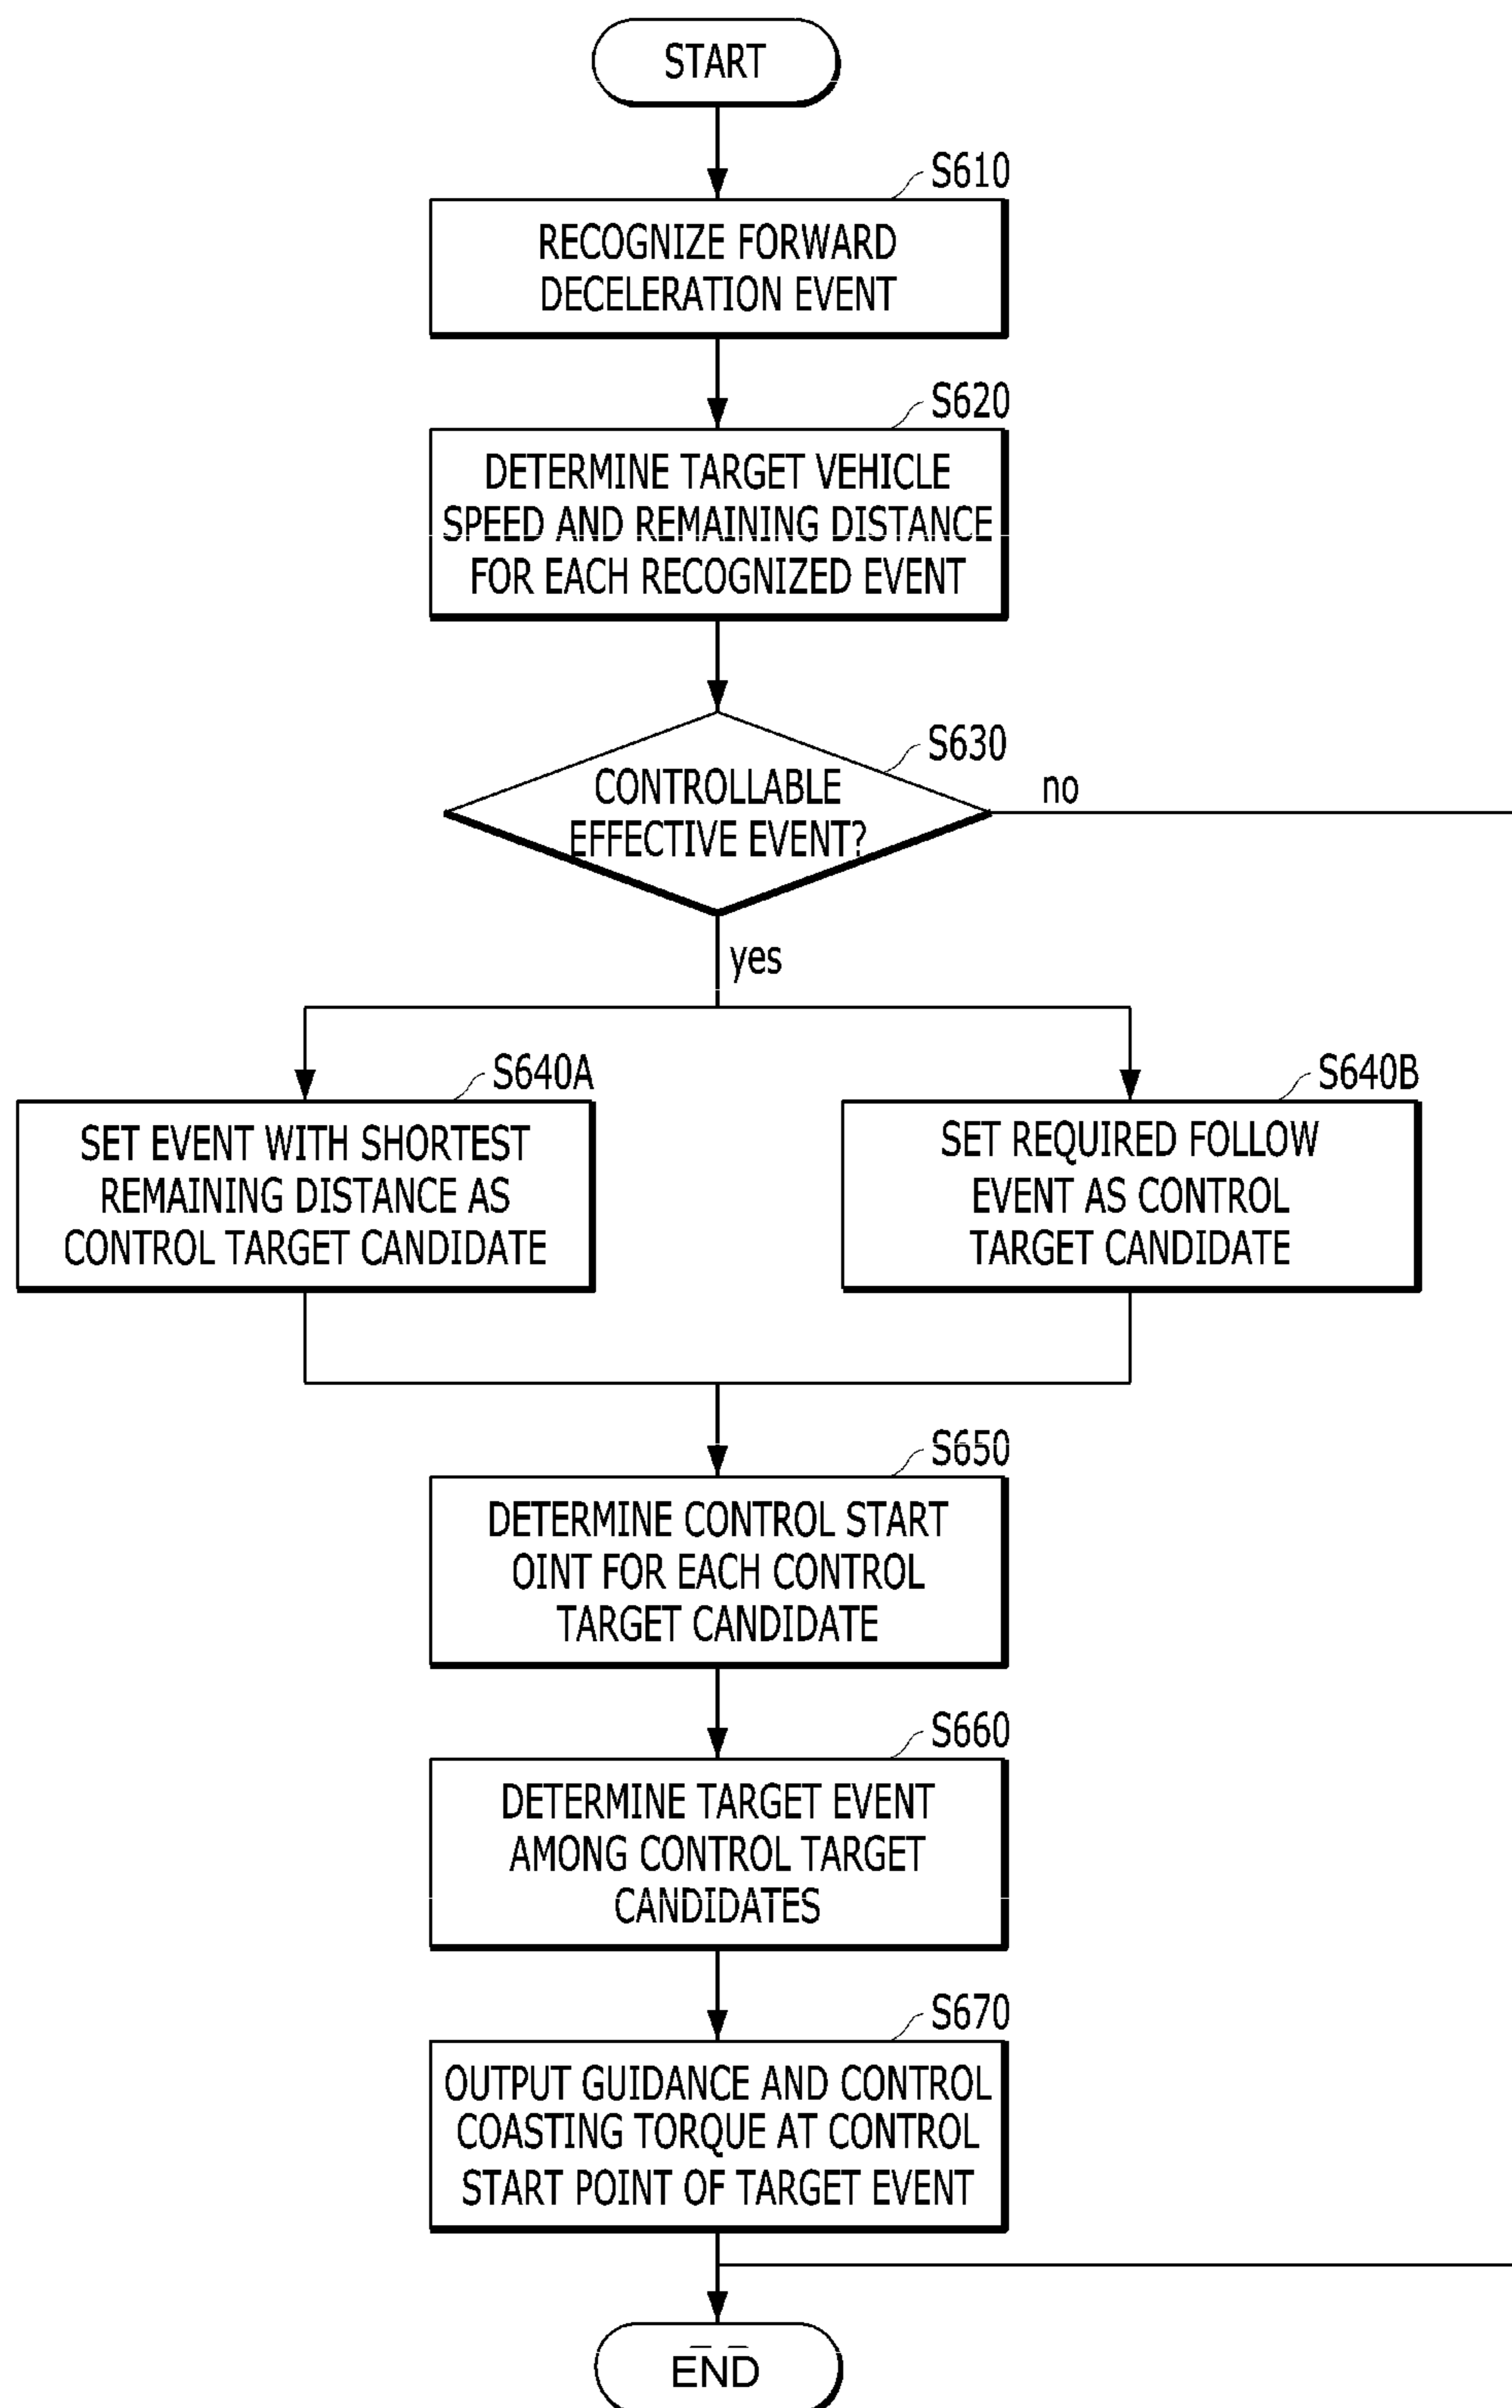 START
S610
RECOGNIZE FORWARD
DECELERATION EVENT
S620
DETERMINE TARGET VEHICLE
SPEED AND REMAINING DISTANCE
FOR EACH RECOGNIZED EVENT
S630
CONTROLLABLE
EFFECTIVE EVENT?
no
yes
S640A
SET EVENT WITH SHORTEST
REMAINING DISTANCE AS
CONTROL TARGET CANDIDATE
S640B
SET REQUIRED FOLLOW
EVENT AS CONTROL
TARGET CANDIDATE
S650
DETERMINE CONTROL START
OINT FOR EACH CONTROL
TARGET CANDIDATE
S660
DETERMINE TARGET EVENT
AMONG CONTROL TARGET
CANDIDATES
S670
OUTPUT GUIDANCE AND CONTROL
COASTING TORQUE AT CONTROL
START POINT OF TARGET EVENT
END